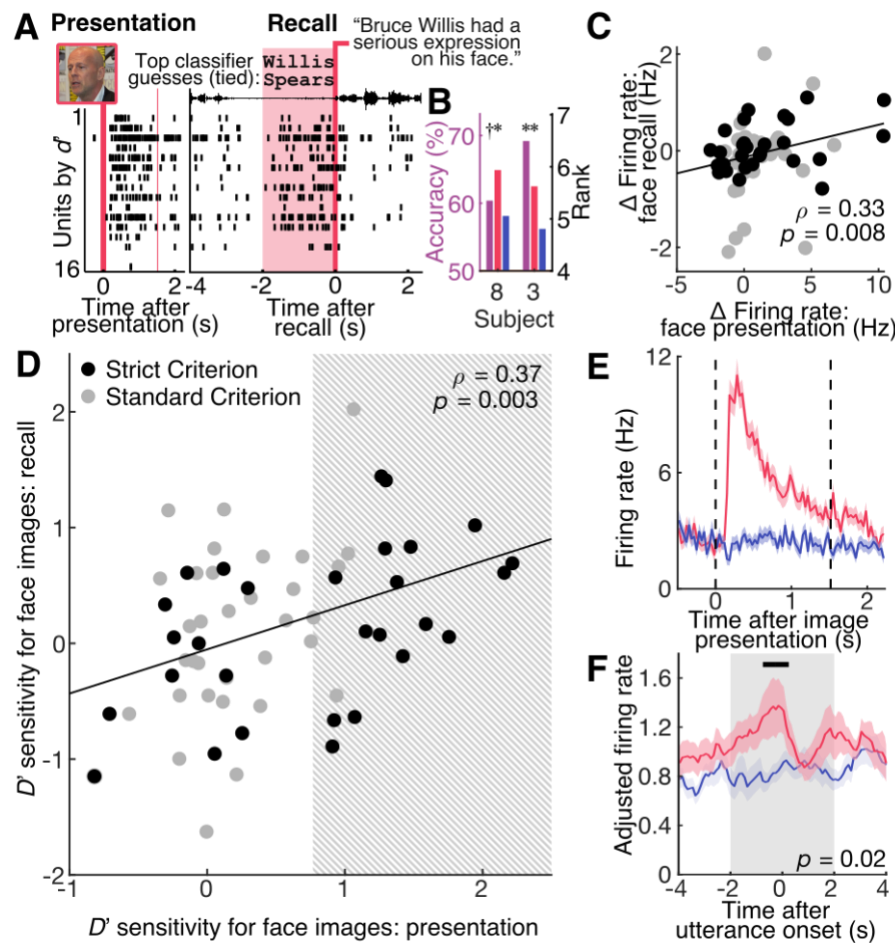 A Presentation
Recall
"Bruce Willis had a
serious expression
on his face."
Top classifier
guesses (tied):
Willis
Spears
Units by d'
1
16
0 2
Time after
presentation (s)
-4 -2 0 2
Time after
recall (s)
B
Accuracy (%)
70
60
50
†* **
7
6
5
4
Rank
8 3
Subject
C
Δ Firing rate:
face recall (Hz)
2
0
-2
ρ = 0.33
p = 0.008
-5 0 5 10
Δ Firing rate:
face presentation (Hz)
D
Strict Criterion
Standard Criterion
ρ = 0.37
p = 0.003
D' sensitivity for face images: recall
2
1
0
-1
-2
-1 0 1 2
D' sensitivity for face images: presentation
E
Firing rate (Hz)
12
6
0
0 1 2
Time after image
presentation (s)
F
Adjusted firing rate
1.6
1.2
0.8
0.4
0
p = 0.02
-4 -2 0 2 4
Time after
utterance onset (s)